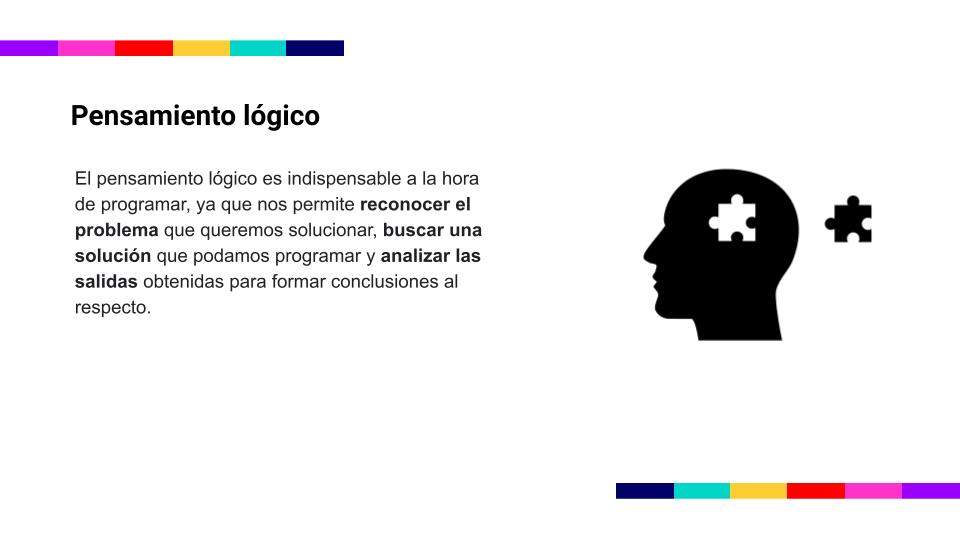 Pensamiento lógico
El pensamiento lógico es indispensable a la hora
de programar, ya que nos permite reconocer el
problema que queremos solucionar, buscar una
solución que podamos programar y analizar las
salidas obtenidas para formar conclusiones al
respecto.